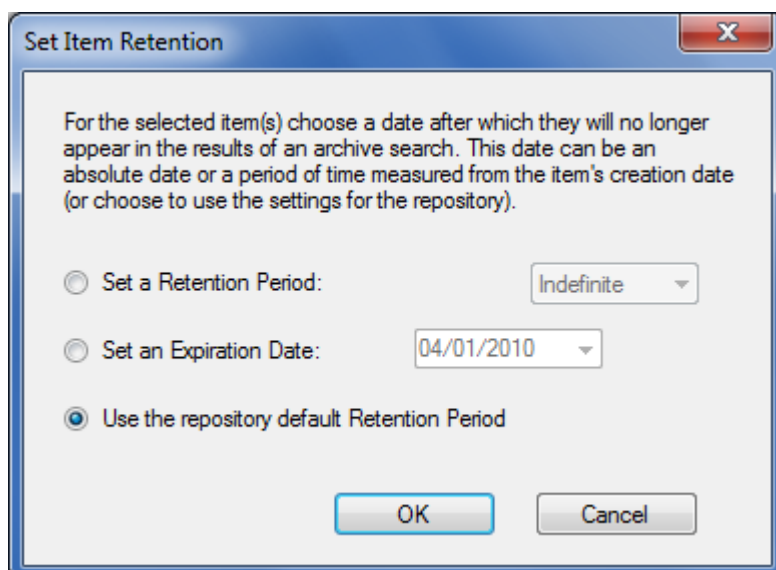 Set Item Retention
For the selected item(s) choose a date after which they will no longer
appear in the results of an archive search. This date can be an
absolute date or a period of time measured from the item's creation date
(or choose to use the settings for the repository).
Set a Retention Period: Indefinite
Set an Expiration Date: 04/01/2010
Use the repository default Retention Period
OK Cancel